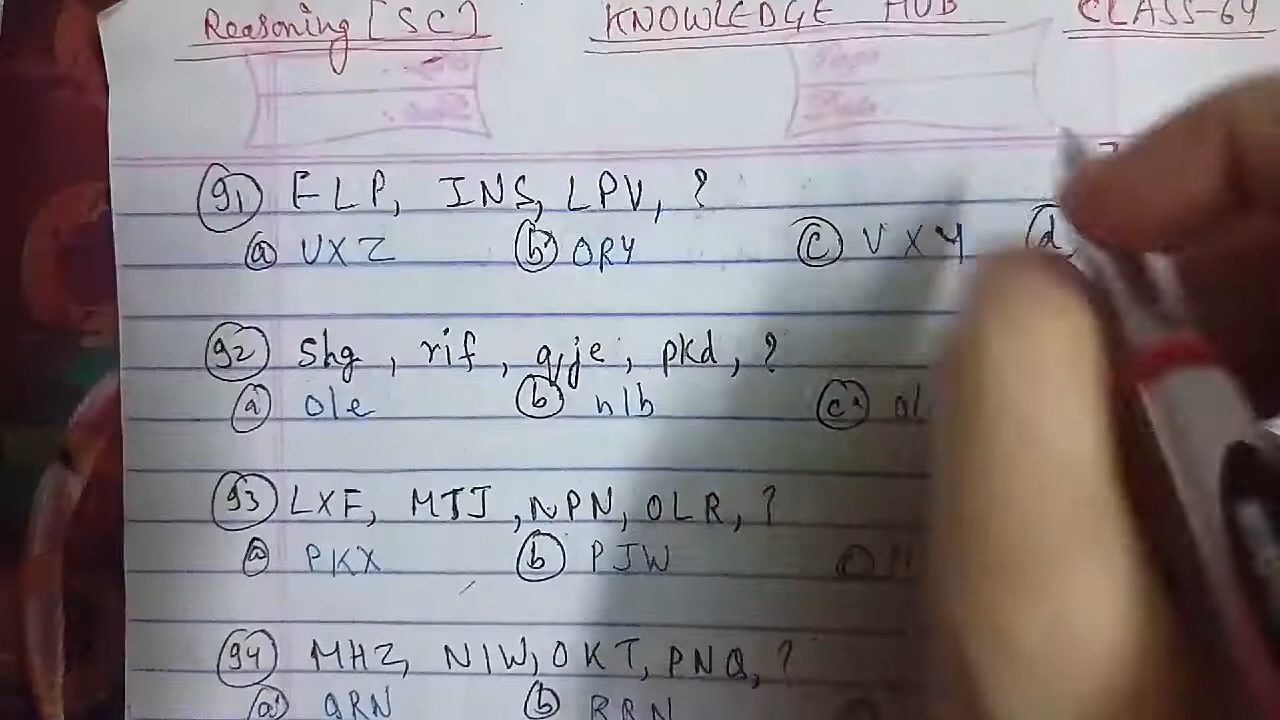 Reasoning [SC] KNOWLEDGE HUB CLASS-64
91 FLP, INS, LPV, ?
a UXZ b ORY c VXY d
92 shg, rif, qje, pkd, ?
a ole b nlb c
93 LXF, MTJ, NPN, OLR, ?
a PKX b PJW c
94 MHZ, NIW, OKT, PNQ, ?
a QRN b RRN